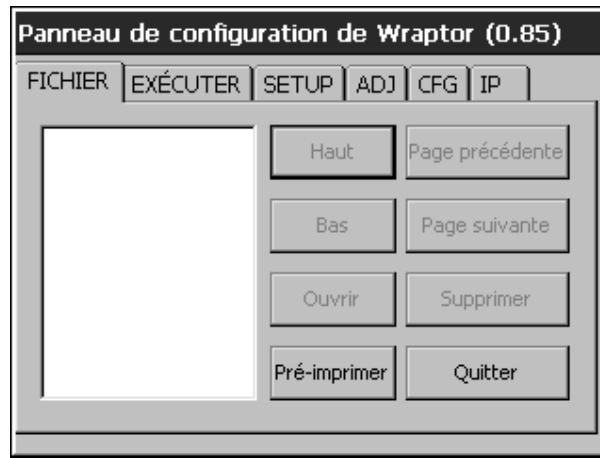 Panneau de configuration de Wraptor (0.85)
FICHIER EXÉCUTER SETUP ADJ CFG IP
Haut Page précédente
Bas Page suivante
Ouvrir Supprimer
Pré-imprimer Quitter